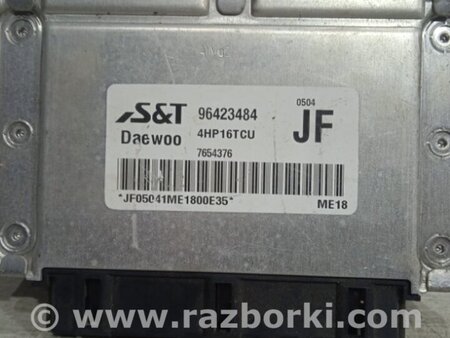 S&T 96423484 0504
Daewoo 4HP16TCU JF
7654376
*JF05041ME1800E35* ME18
www.razborki.com